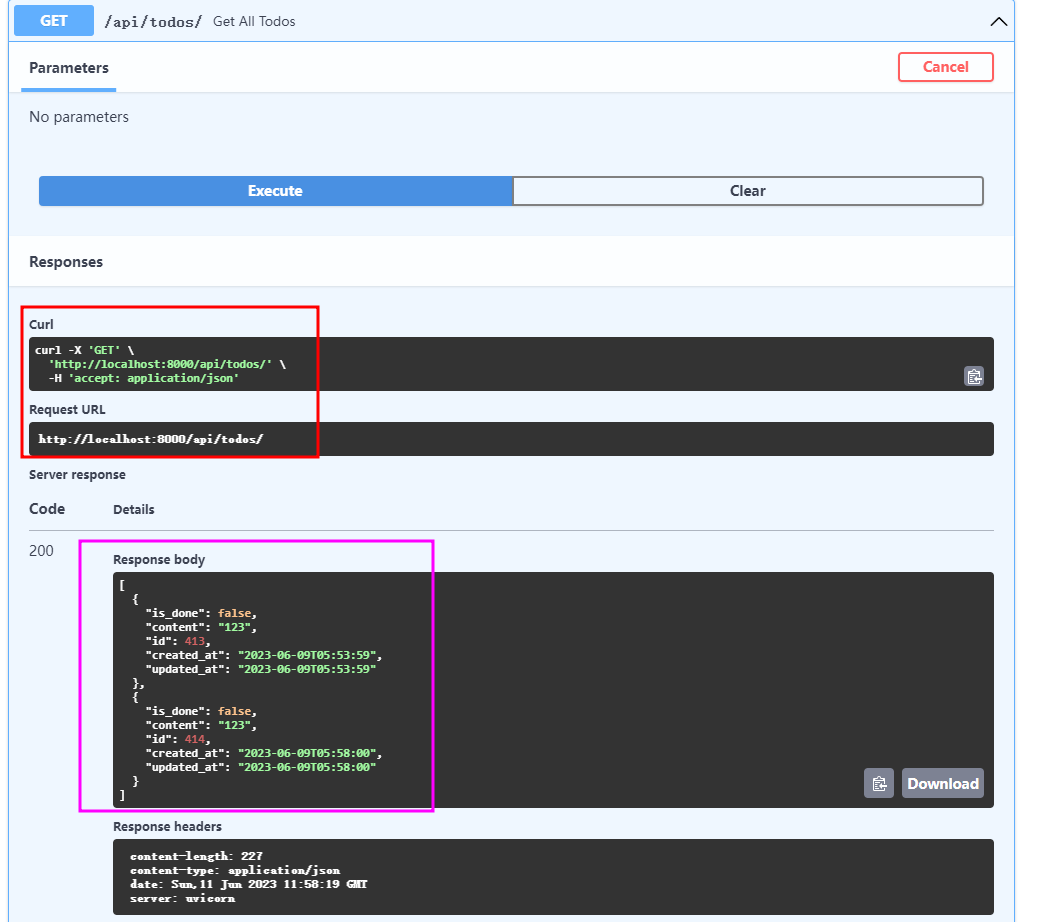 GET /api/todos/ Get All Todos
Parameters
Cancel
No parameters
Execute
Clear
Responses
Curl
curl -X 'GET' \
  'http://localhost:8000/api/todos/' \
  -H 'accept: application/json'
Request URL
http://localhost:8000/api/todos/
Server response
Code Details
200
Response body
[
  {
    "is_done": false,
    "content": "123",
    "id": 413,
    "created_at": "2023-06-09T05:53:59",
    "updated_at": "2023-06-09T05:53:59"
  },
  {
    "is_done": false,
    "content": "123",
    "id": 414,
    "created_at": "2023-06-09T05:58:00",
    "updated_at": "2023-06-09T05:58:00"
  }
]
Download
Response headers
content-length: 227
content-type: application/json
date: Sun,11 Jun 2023 11:58:19 GMT
server: uvicorn